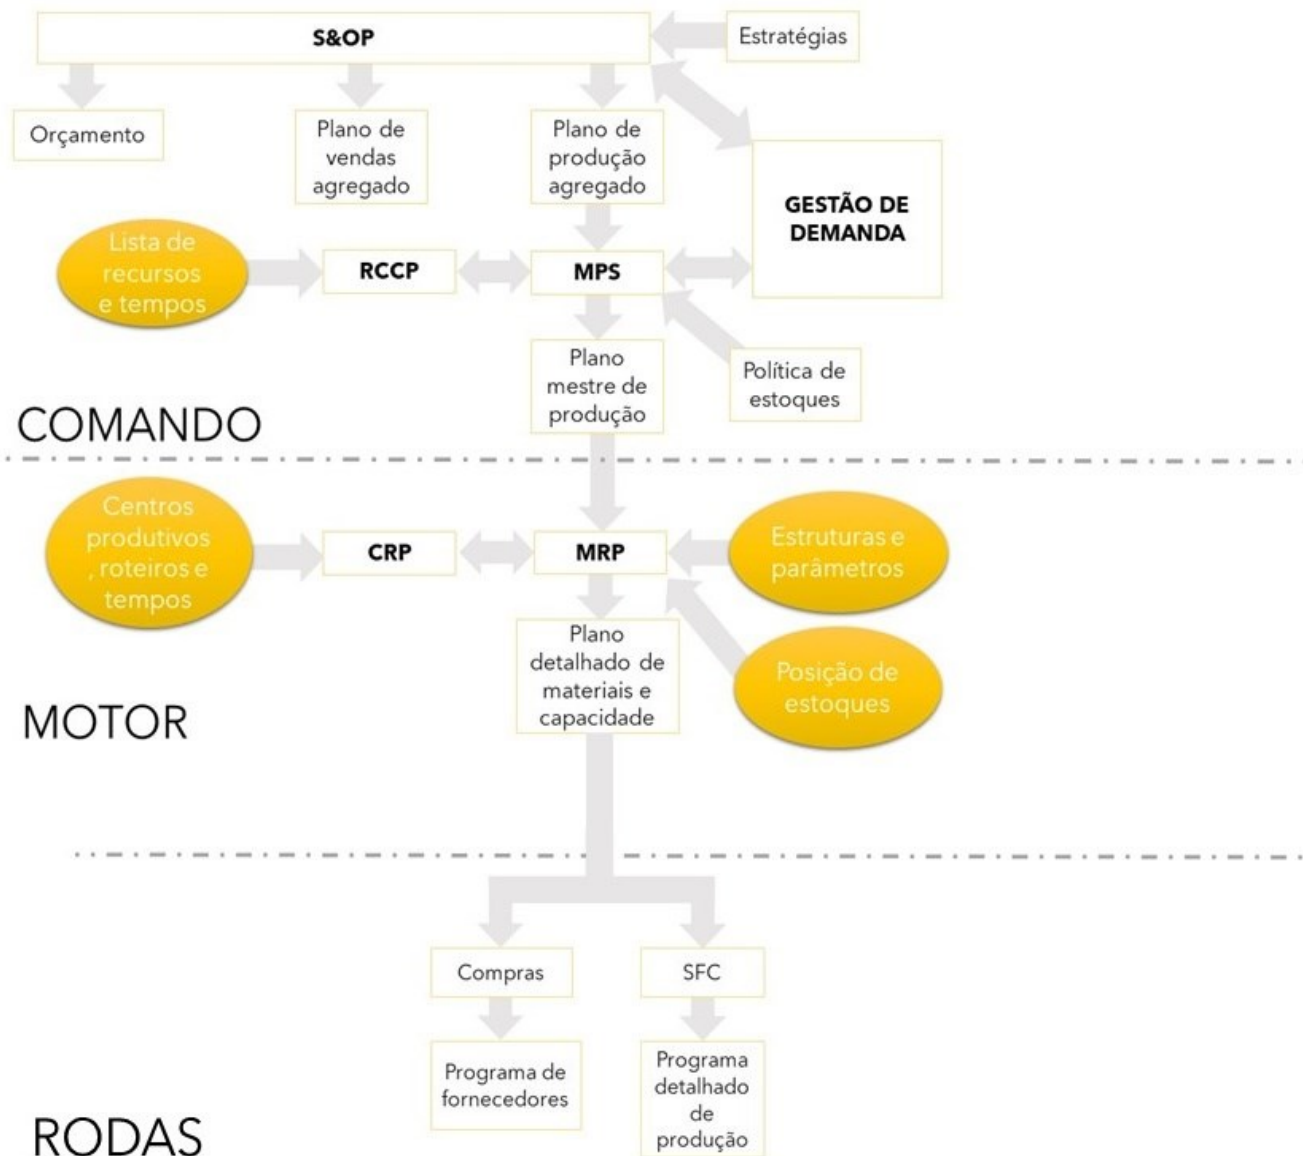 S&OP
Estratégias
Orçamento
Plano de
vendas
agregado
Plano de
produção
agregado
GESTÃO DE
DEMANDA
Lista de
recursos
e tempos
RCCP
MPS
Plano
mestre de
produção
Política de
estoques
COMANDO
Centros
produtivos
, roteiros e
tempos
CRP
MRP
Estruturas e
parâmetros
Plano
detalhado de
materiais e
capacidade
Posição de
estoques
MOTOR
Compras
SFC
Programa de
fornecedores
Programa
detalhado
de
produção
RODAS